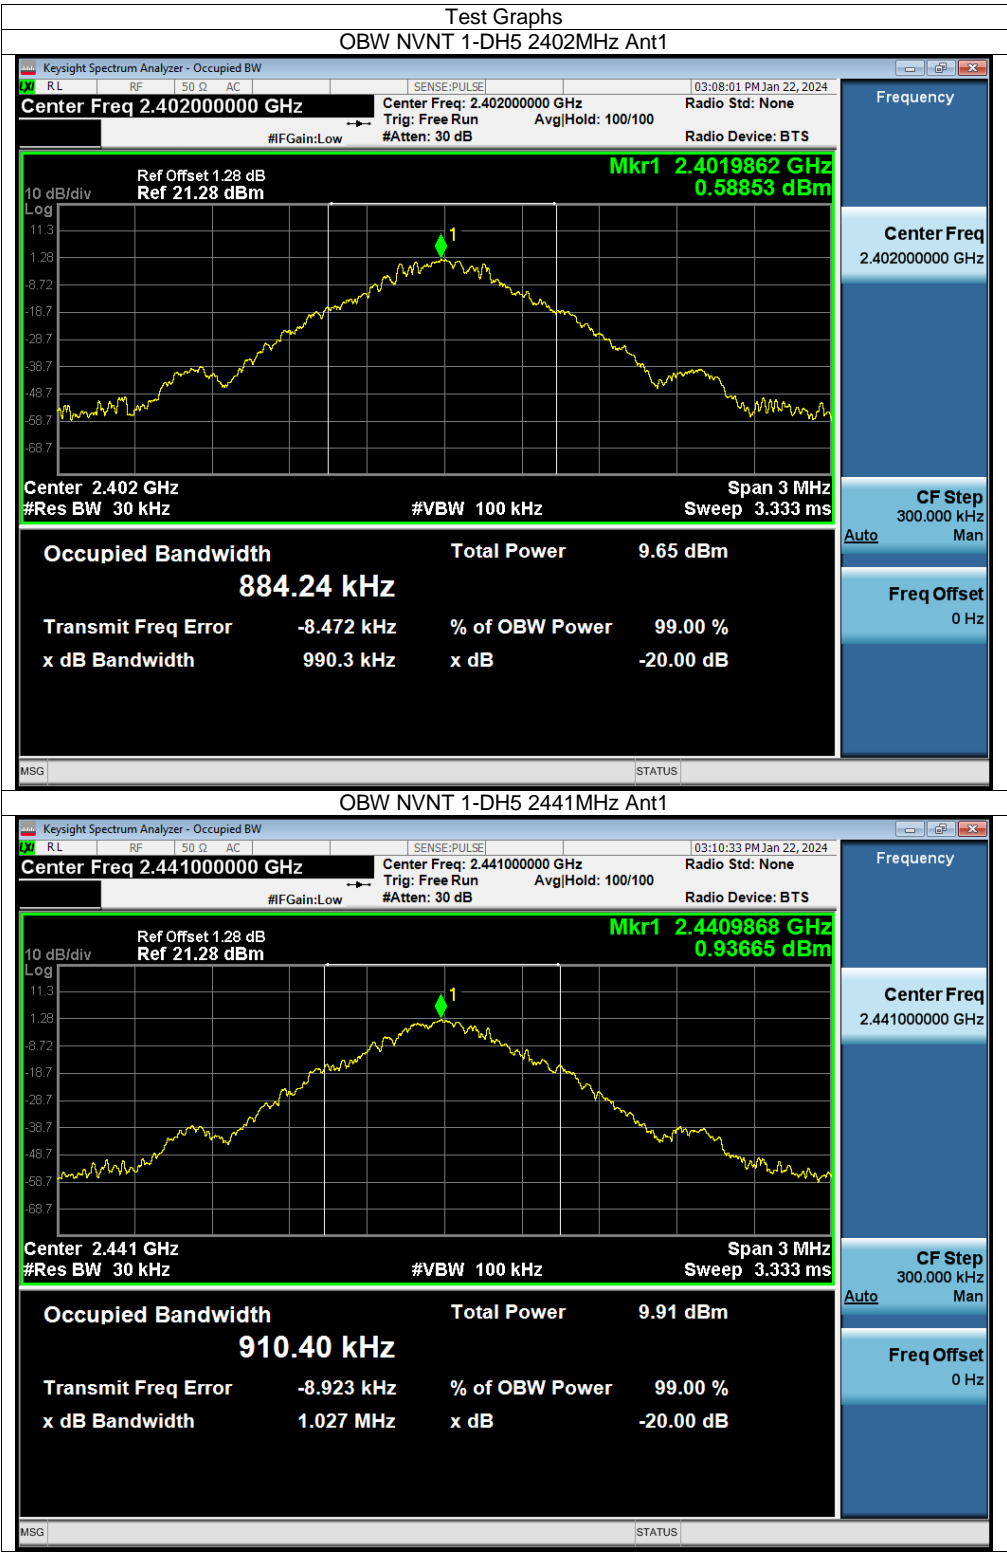 Test Graphs
OBW NVNT 1-DH5 2402MHz Ant1
Keysight Spectrum Analyzer - Occupied BW
LXI RL RF 50 Ω AC SENSE:PULSE 03:08:01 PM Jan 22, 2024
Center Freq 2.402000000 GHz
Center Freq: 2.402000000 GHz
Radio Std: None
Trig: Free Run Avg|Hold: 100/100
#IFGain:Low #Atten: 30 dB Radio Device: BTS
Frequency
Mkr1 2.4019862 GHz
0.58853 dBm
Ref Offset 1.28 dB
10 dB/div Ref 21.28 dBm
Log
11.3
1.28
-8.72
-18.7
-28.7
-38.7
-48.7
-58.7
-68.7
1
Center Freq
2.402000000 GHz
Center 2.402 GHz Span 3 MHz
#Res BW 30 kHz #VBW 100 kHz Sweep 3.333 ms
CF Step
300.000 kHz
Auto Man
Occupied Bandwidth Total Power 9.65 dBm
884.24 kHz
Freq Offset
0 Hz
Transmit Freq Error -8.472 kHz % of OBW Power 99.00 %
x dB Bandwidth 990.3 kHz x dB -20.00 dB
MSG STATUS
OBW NVNT 1-DH5 2441MHz Ant1
Keysight Spectrum Analyzer - Occupied BW
LXI RL RF 50 Ω AC SENSE:PULSE 03:10:33 PM Jan 22, 2024
Center Freq 2.441000000 GHz
Center Freq: 2.441000000 GHz
Radio Std: None
Trig: Free Run Avg|Hold: 100/100
#IFGain:Low #Atten: 30 dB Radio Device: BTS
Frequency
Mkr1 2.4409868 GHz
0.93665 dBm
Ref Offset 1.28 dB
10 dB/div Ref 21.28 dBm
Log
11.3
1.28
-8.72
-18.7
-28.7
-38.7
-48.7
-58.7
-68.7
1
Center Freq
2.441000000 GHz
Center 2.441 GHz Span 3 MHz
#Res BW 30 kHz #VBW 100 kHz Sweep 3.333 ms
CF Step
300.000 kHz
Auto Man
Occupied Bandwidth Total Power 9.91 dBm
910.40 kHz
Freq Offset
0 Hz
Transmit Freq Error -8.923 kHz % of OBW Power 99.00 %
x dB Bandwidth 1.027 MHz x dB -20.00 dB
MSG STATUS